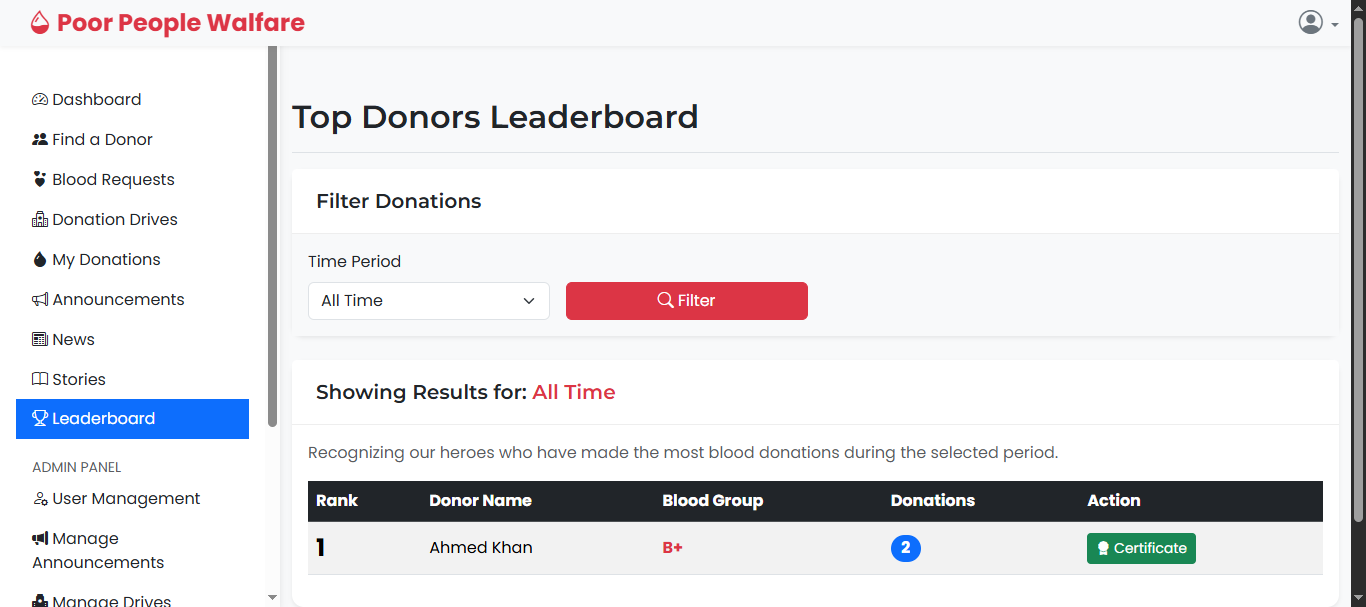 Poor People Walfare
Dashboard
Find a Donor
Blood Requests
Donation Drives
My Donations
Announcements
News
Stories
Leaderboard
ADMIN PANEL
User Management
Manage
Announcements
Manage Drives
Top Donors Leaderboard
Filter Donations
Time Period
All Time
Filter
Showing Results for: All Time
Recognizing our heroes who have made the most blood donations during the selected period.
Rank Donor Name Blood Group Donations Action
1 Ahmed Khan B+ 2 Certificate